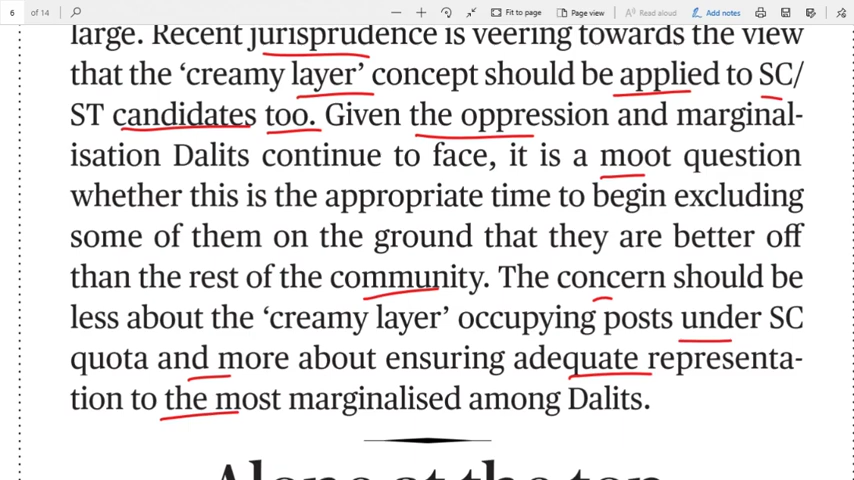 6 of 14 Fit to page Page view Read aloud Add notes
large. Recent jurisprudence is veering towards the view
that the ‘creamy layer’ concept should be applied to SC/
ST candidates too. Given the oppression and marginal-
isation Dalits continue to face, it is a moot question
whether this is the appropriate time to begin excluding
some of them on the ground that they are better off
than the rest of the community. The concern should be
less about the ‘creamy layer’ occupying posts under SC
quota and more about ensuring adequate representa-
tion to the most marginalised among Dalits.
Alone at the top